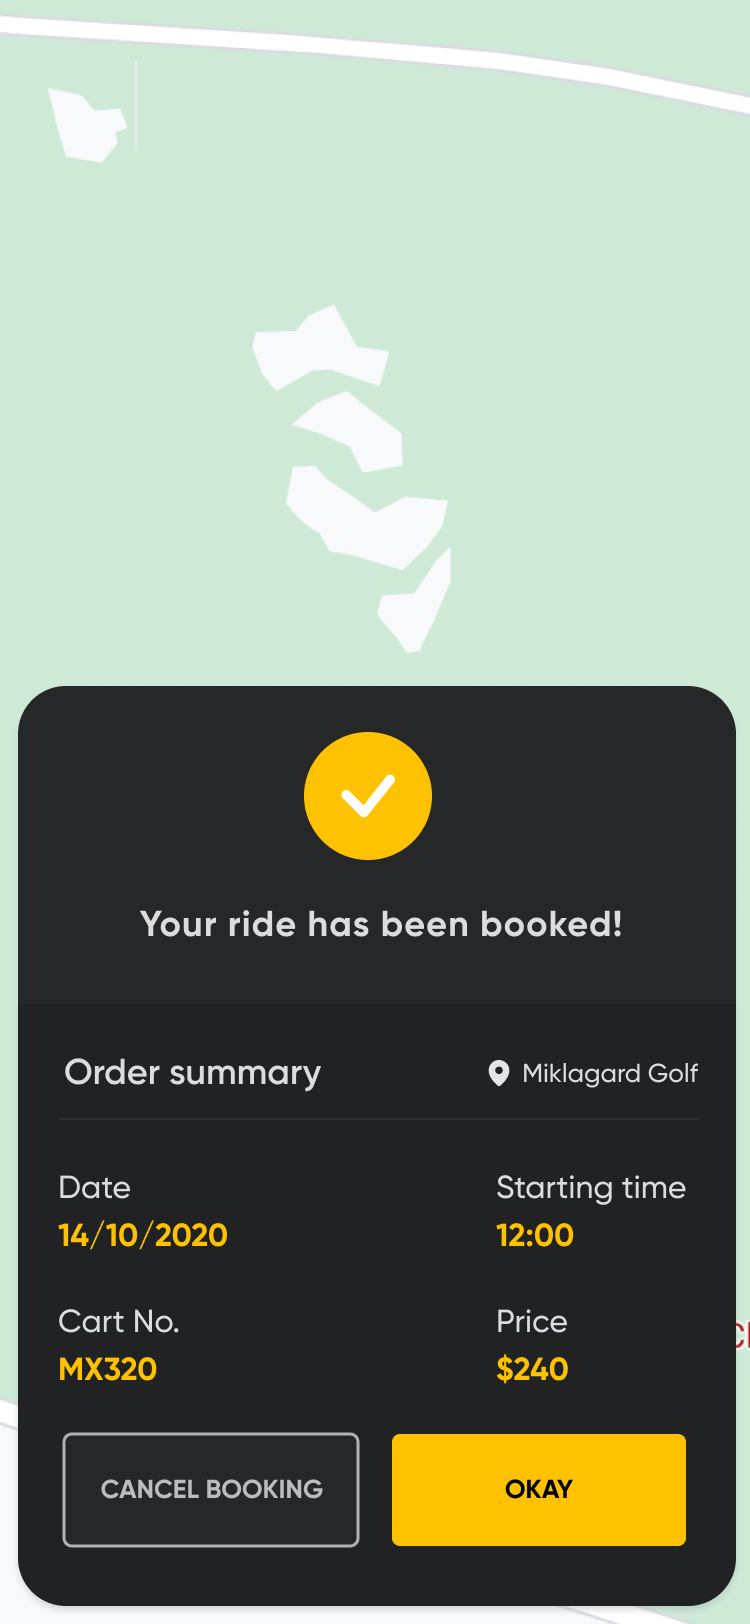 Your ride has been booked!
Order summary
Miklagard Golf
Date
Starting time
14/10/2020
12:00
Cart No.
Price
MX320
$240
CANCEL BOOKING
OKAY